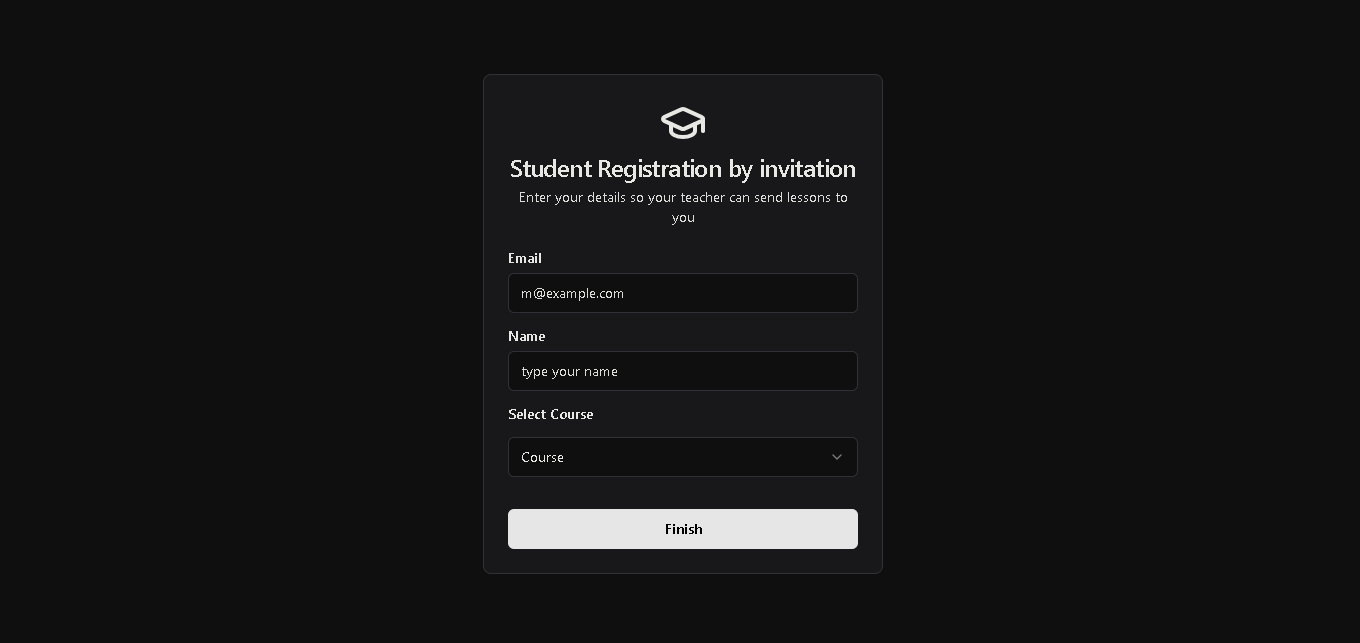 Student Registration by invitation
Enter your details so your teacher can send lessons to
you
Email
m@example.com
Name
type your name
Select Course
Course
Finish